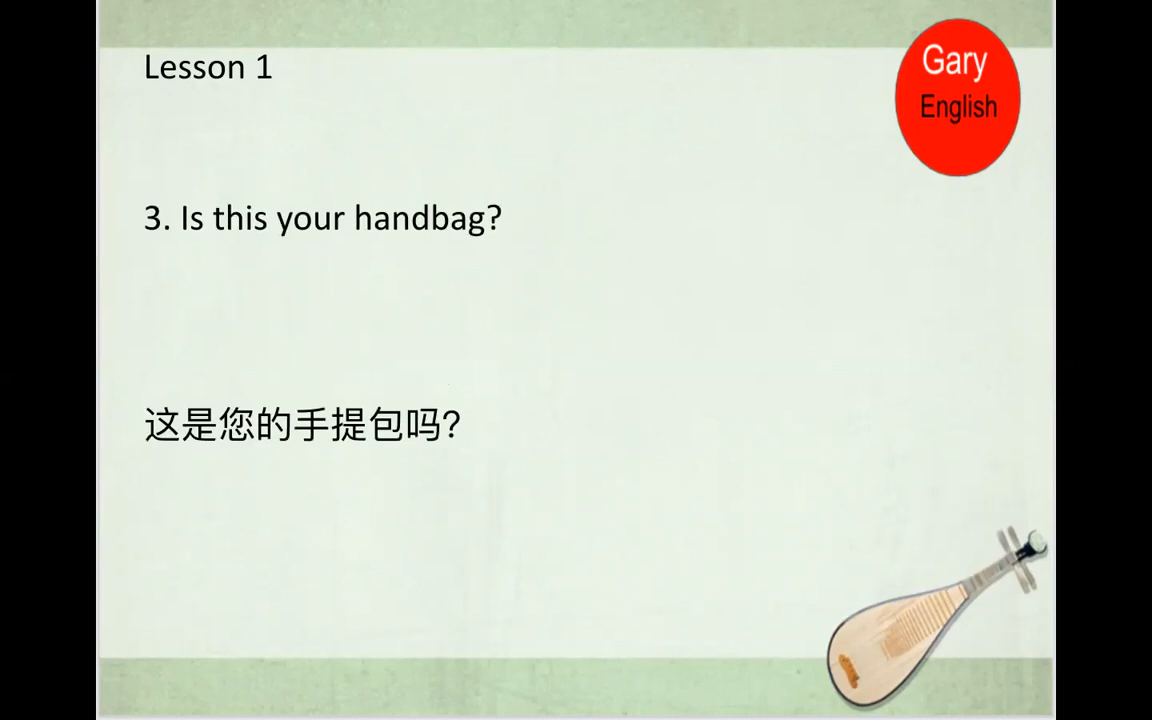 Lesson 1
Gary
English
3. Is this your handbag?
这是您的手提包吗?